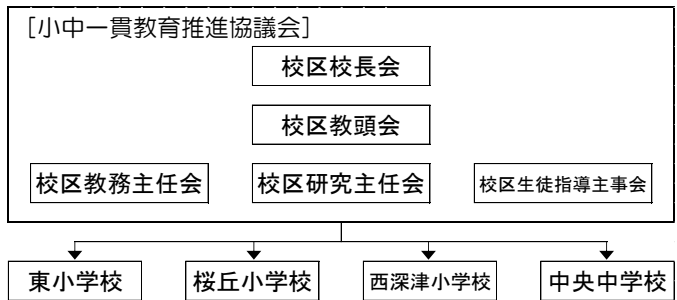 [小中一貫教育推進協議会]
校区校長会
校区教頭会
校区教務主任会
校区研究主任会
校区生徒指導主事会
東小学校
桜丘小学校
西深津小学校
中央中学校